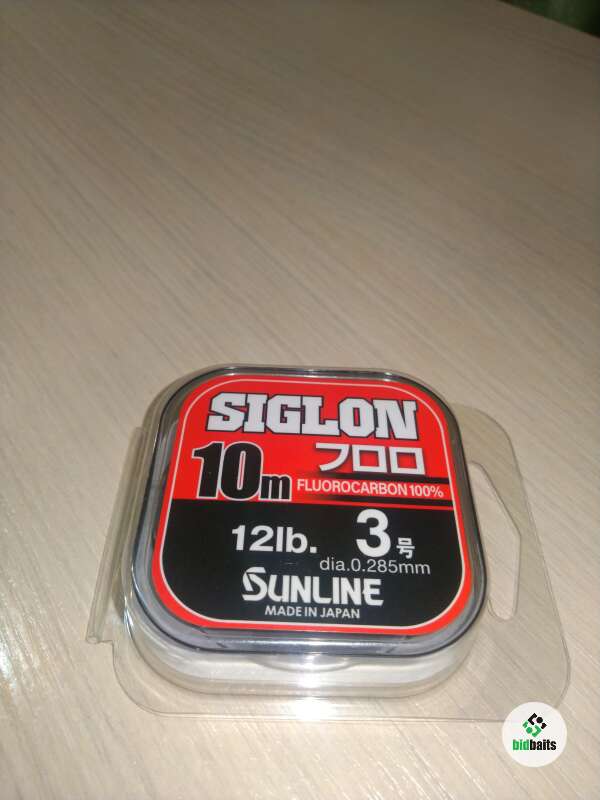 SIGLON
10m フロロ
FLUOROCARBON 100%
12lb. 3号
dia.0.285mm
SUNLINE
MADE IN JAPAN
bidbaits